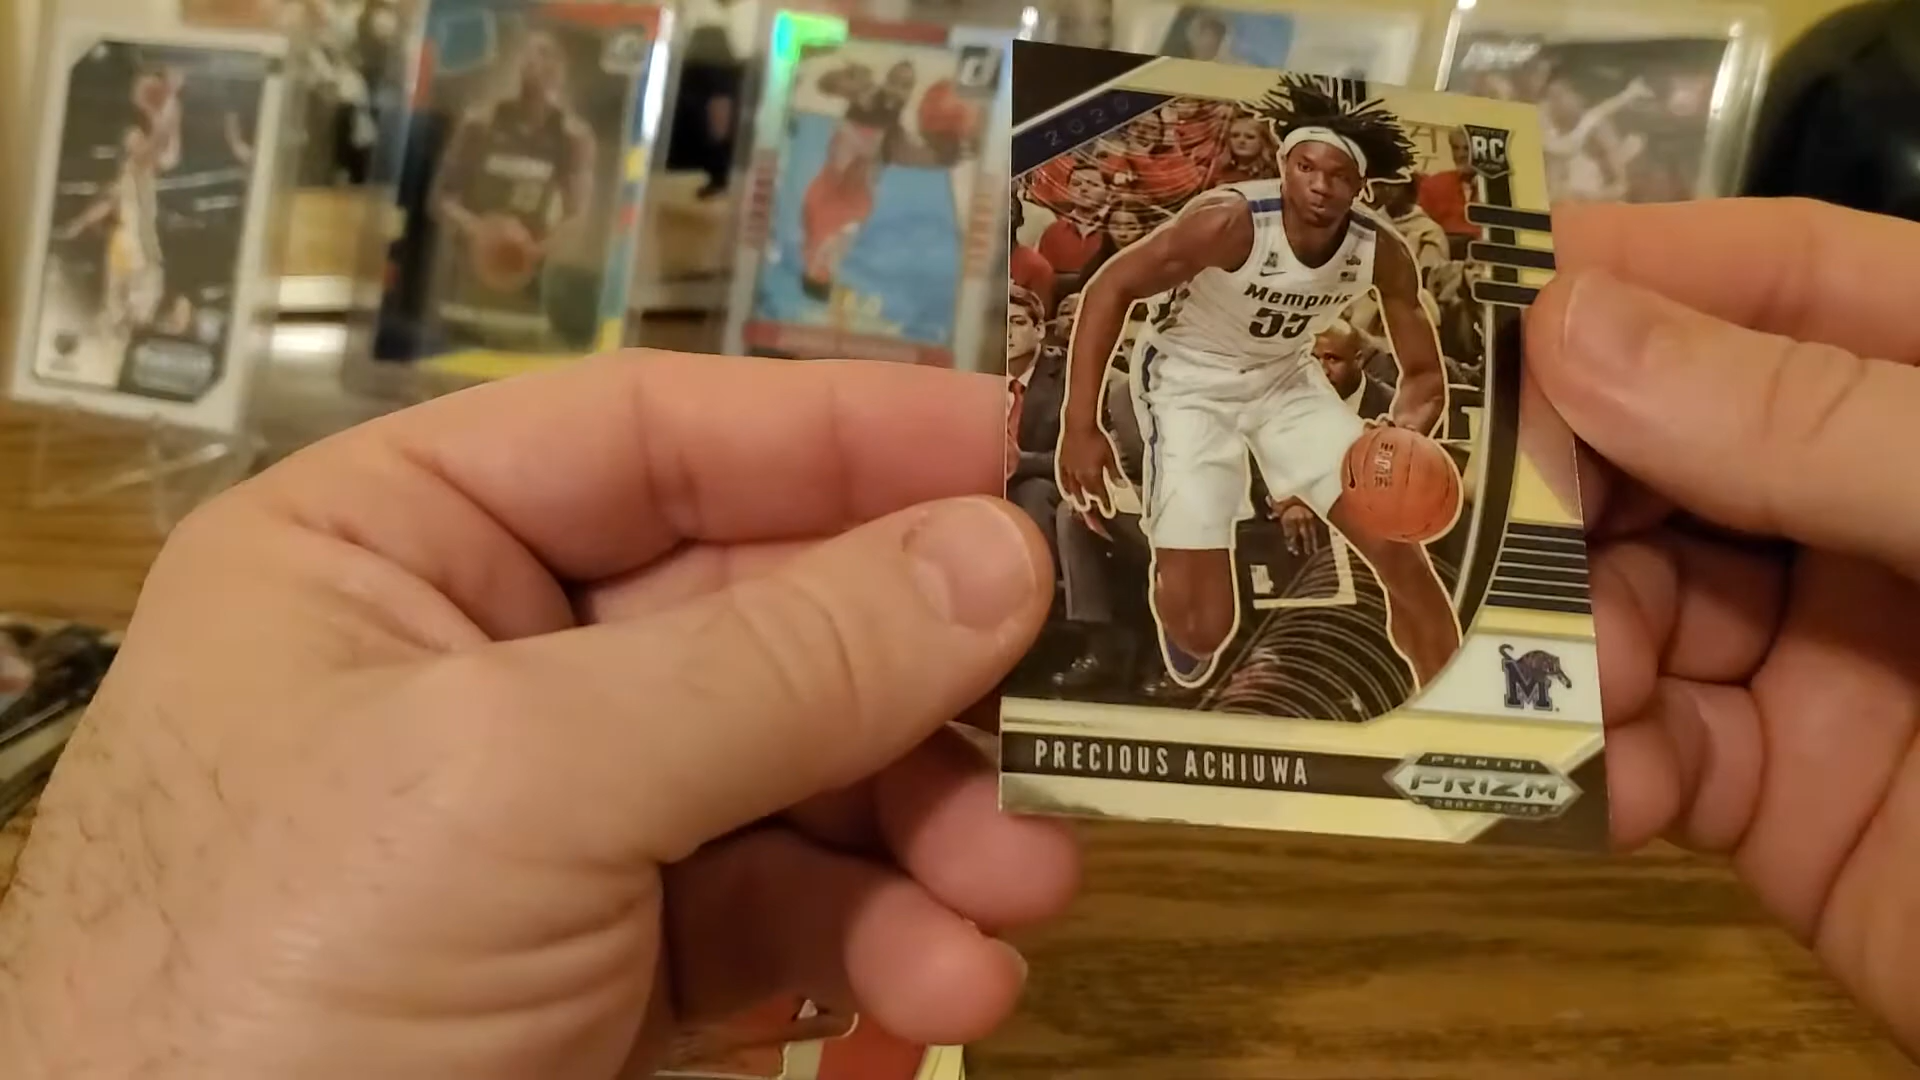 2020
RC
Memphis
55
M
PRECIOUS ACHIUWA
PANINI
PRIZM
DRAFT PICKS